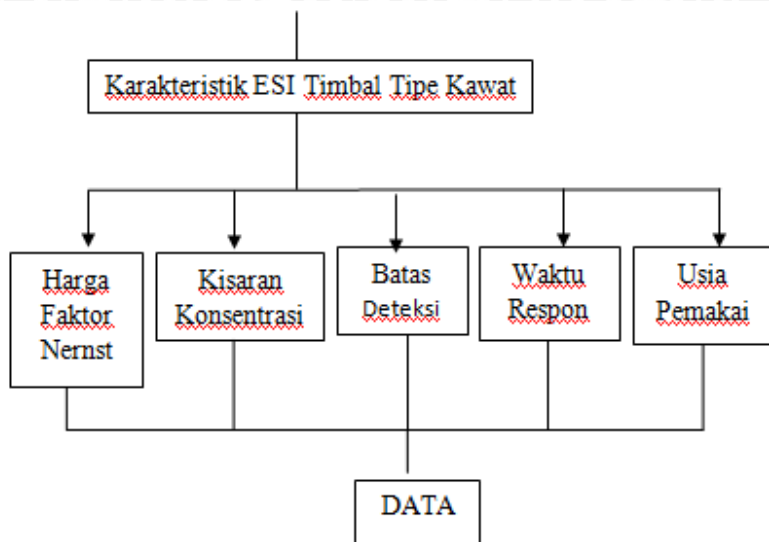 Karakteristik ESI Timbal Tipe Kawat
Harga
Faktor
Nernst
Kisaran
Konsentrasi
Batas
Deteksi
Waktu
Respon
Usia
Pemakai
DATA